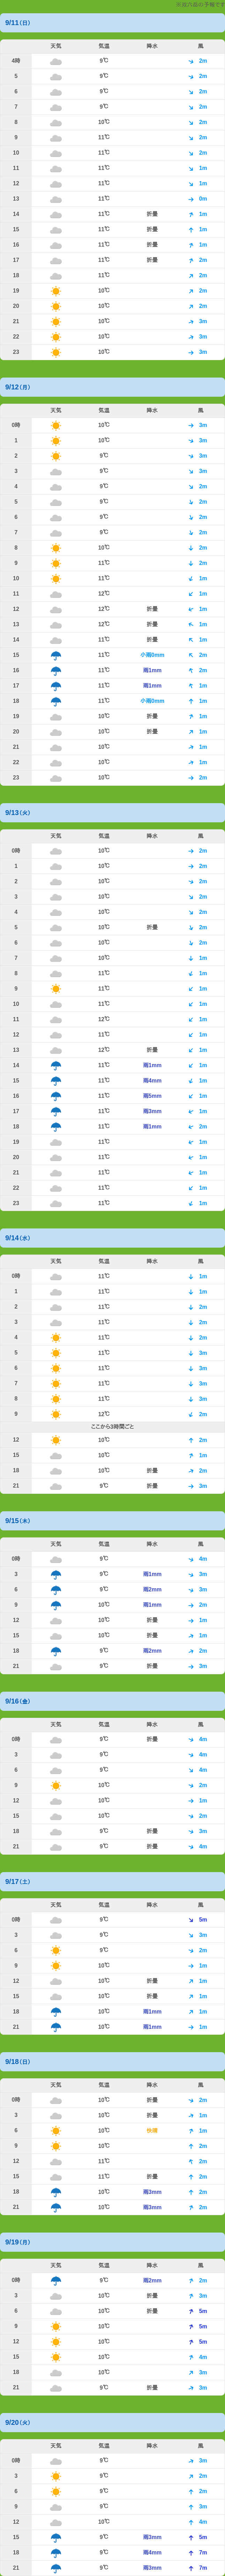 9/11(日)
天気 気温 降水 風
4時 9℃ 2m
5 9℃ 2m
6 9℃ 2m
7 9℃ 2m
8 10℃ 2m
9 11℃ 2m
10 11℃ 2m
11 11℃ 1m
12 11℃ 1m
13 11℃ 0m
14 11℃ 折曇 1m
15 11℃ 折曇 1m
16 11℃ 折曇 1m
17 11℃ 折曇 2m
18 11℃ 2m
19 10℃ 2m
20 10℃ 2m
21 10℃ 3m
22 10℃ 3m
23 10℃ 3m
9/12(月)
天気 気温 降水 風
0時 10℃ 3m
1 10℃ 3m
2 9℃ 3m
3 9℃ 3m
4 9℃ 2m
5 9℃ 2m
6 9℃ 2m
7 9℃ 2m
8 10℃ 2m
9 11℃ 2m
10 11℃ 1m
11 12℃ 1m
12 12℃ 折曇 1m
13 12℃ 折曇 1m
14 11℃ 折曇 1m
15 11℃ 小雨0mm 2m
16 11℃ 雨1mm 2m
17 11℃ 雨1mm 1m
18 11℃ 小雨0mm 1m
19 10℃ 折曇 1m
20 10℃ 折曇 1m
21 10℃ 1m
22 10℃ 1m
23 10℃ 2m
9/13(火)
天気 気温 降水 風
0時 10℃ 2m
1 10℃ 2m
2 10℃ 2m
3 10℃ 2m
4 10℃ 2m
5 10℃ 折曇 2m
6 10℃ 2m
7 10℃ 1m
8 11℃ 1m
9 11℃ 1m
10 11℃ 1m
11 12℃ 1m
12 11℃ 1m
13 12℃ 折曇 1m
14 11℃ 雨1mm 1m
15 11℃ 雨4mm 1m
16 11℃ 雨5mm 1m
17 11℃ 雨3mm 1m
18 11℃ 雨1mm 2m
19 11℃ 1m
20 11℃ 1m
21 11℃ 1m
22 11℃ 1m
23 11℃ 1m
9/14(水)
天気 気温 降水 風
0時 11℃ 1m
1 11℃ 1m
2 11℃ 2m
3 11℃ 2m
4 11℃ 2m
5 11℃ 3m
6 11℃ 3m
7 11℃ 3m
8 11℃ 3m
9 12℃ 2m
ここから3時間ごと
12 10℃ 2m
15 10℃ 1m
18 10℃ 折曇 2m
21 9℃ 折曇 3m
9/15(木)
天気 気温 降水 風
0時 9℃ 4m
3 9℃ 雨1mm 3m
6 9℃ 雨2mm 3m
9 10℃ 雨1mm 2m
12 10℃ 折曇 1m
15 10℃ 折曇 1m
18 9℃ 雨2mm 2m
21 9℃ 折曇 3m
9/16(金)
天気 気温 降水 風
0時 9℃ 折曇 4m
3 9℃ 4m
6 9℃ 4m
9 10℃ 2m
12 10℃ 1m
15 10℃ 2m
18 9℃ 折曇 3m
21 9℃ 折曇 4m
9/17(土)
天気 気温 降水 風
0時 9℃ 5m
3 9℃ 3m
6 9℃ 2m
9 10℃ 1m
12 10℃ 折曇 1m
15 10℃ 折曇 1m
18 10℃ 雨1mm 1m
21 10℃ 雨1mm 1m
9/18(日)
天気 気温 降水 風
0時 10℃ 折曇 2m
3 10℃ 折曇 1m
6 10℃ 快晴 1m
9 10℃ 2m
12 11℃ 2m
15 11℃ 折曇 2m
18 10℃ 雨3mm 2m
21 10℃ 雨3mm 2m
9/19(月)
天気 気温 降水 風
0時 9℃ 雨2mm 2m
3 10℃ 折曇 3m
6 10℃ 折曇 5m
9 10℃ 5m
12 10℃ 5m
15 10℃ 4m
18 10℃ 3m
21 9℃ 折曇 3m
9/20(火)
天気 気温 降水 風
0時 9℃ 3m
3 9℃ 2m
6 9℃ 2m
9 9℃ 3m
12 10℃ 4m
15 9℃ 雨3mm 5m
18 9℃ 雨4mm 7m
21 9℃ 雨3mm 7m